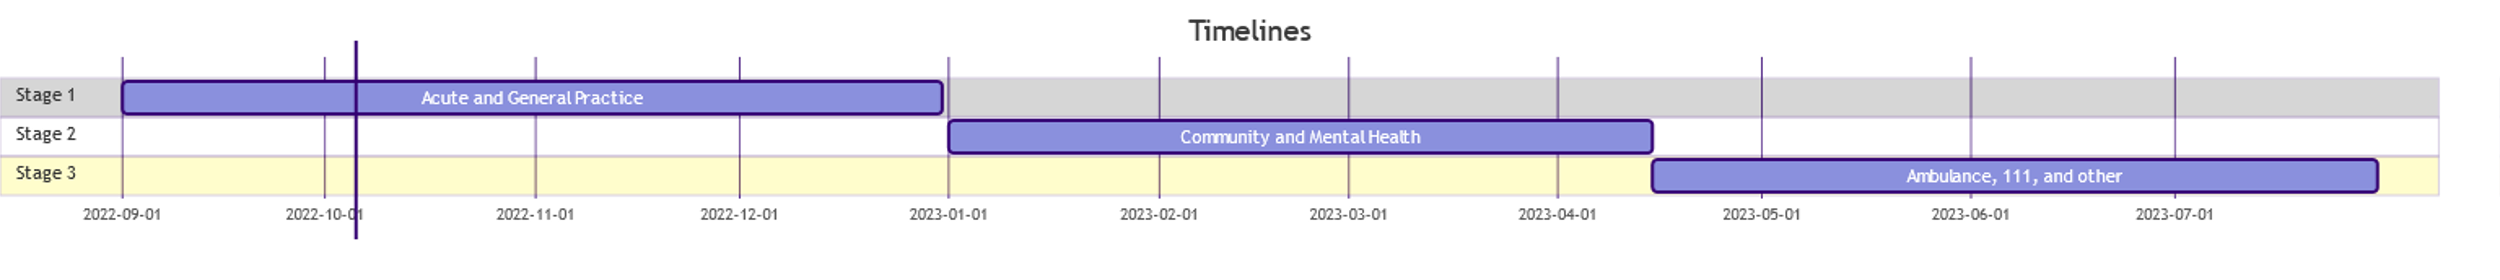 Timelines
Stage 1
Acute and General Practice
Stage 2
Community and Mental Health
Stage 3
Ambulance, 111, and other
2022-09-01 2022-10-01 2022-11-01 2022-12-01 2023-01-01 2023-02-01 2023-03-01 2023-04-01 2023-05-01 2023-06-01 2023-07-01